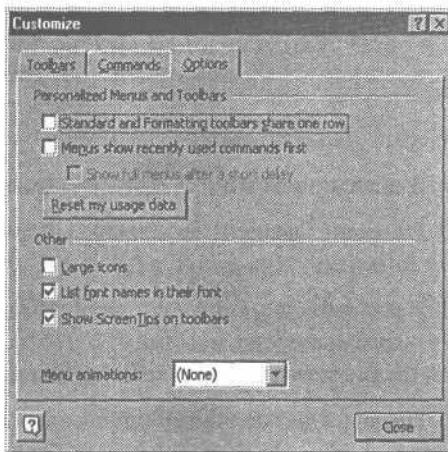 Customize
Toolbars Commands Options
Personalized Menus and Toolbars
Standard and Formatting toolbars share one row
Menus show recently used commands first
Show full menus after a short delay
Reset my usage data
Other
Large icons
List font names in their font
Show ScreenTips on toolbars
Menu animations: (None)
Close